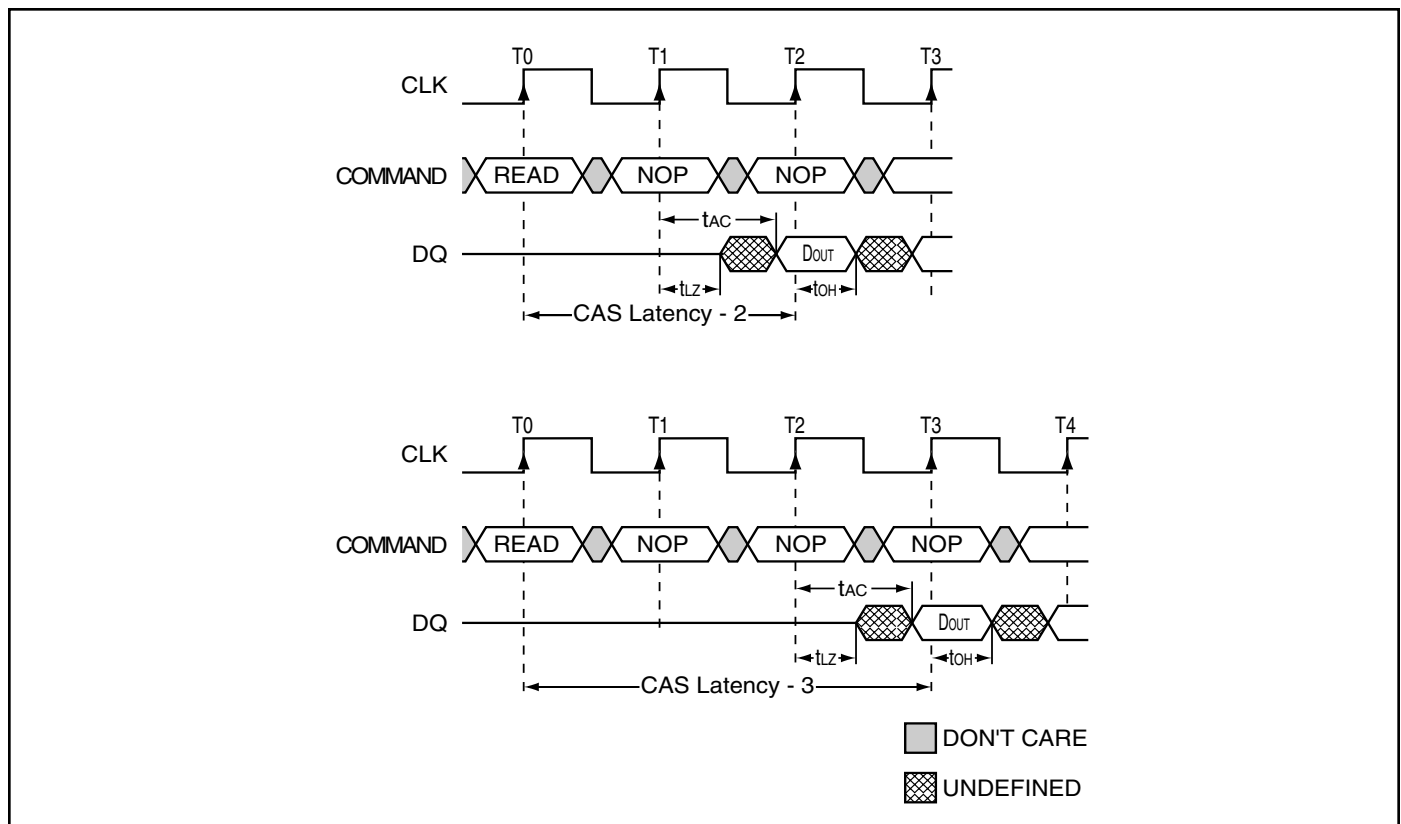 T0 T1 T2 T3
CLK
COMMAND READ NOP NOP
tAC
DQ DOUT
tLZ tOH
CAS Latency - 2
T0 T1 T2 T3 T4
CLK
COMMAND READ NOP NOP NOP
tAC
DQ DOUT
tLZ tOH
CAS Latency - 3
DON'T CARE
UNDEFINED